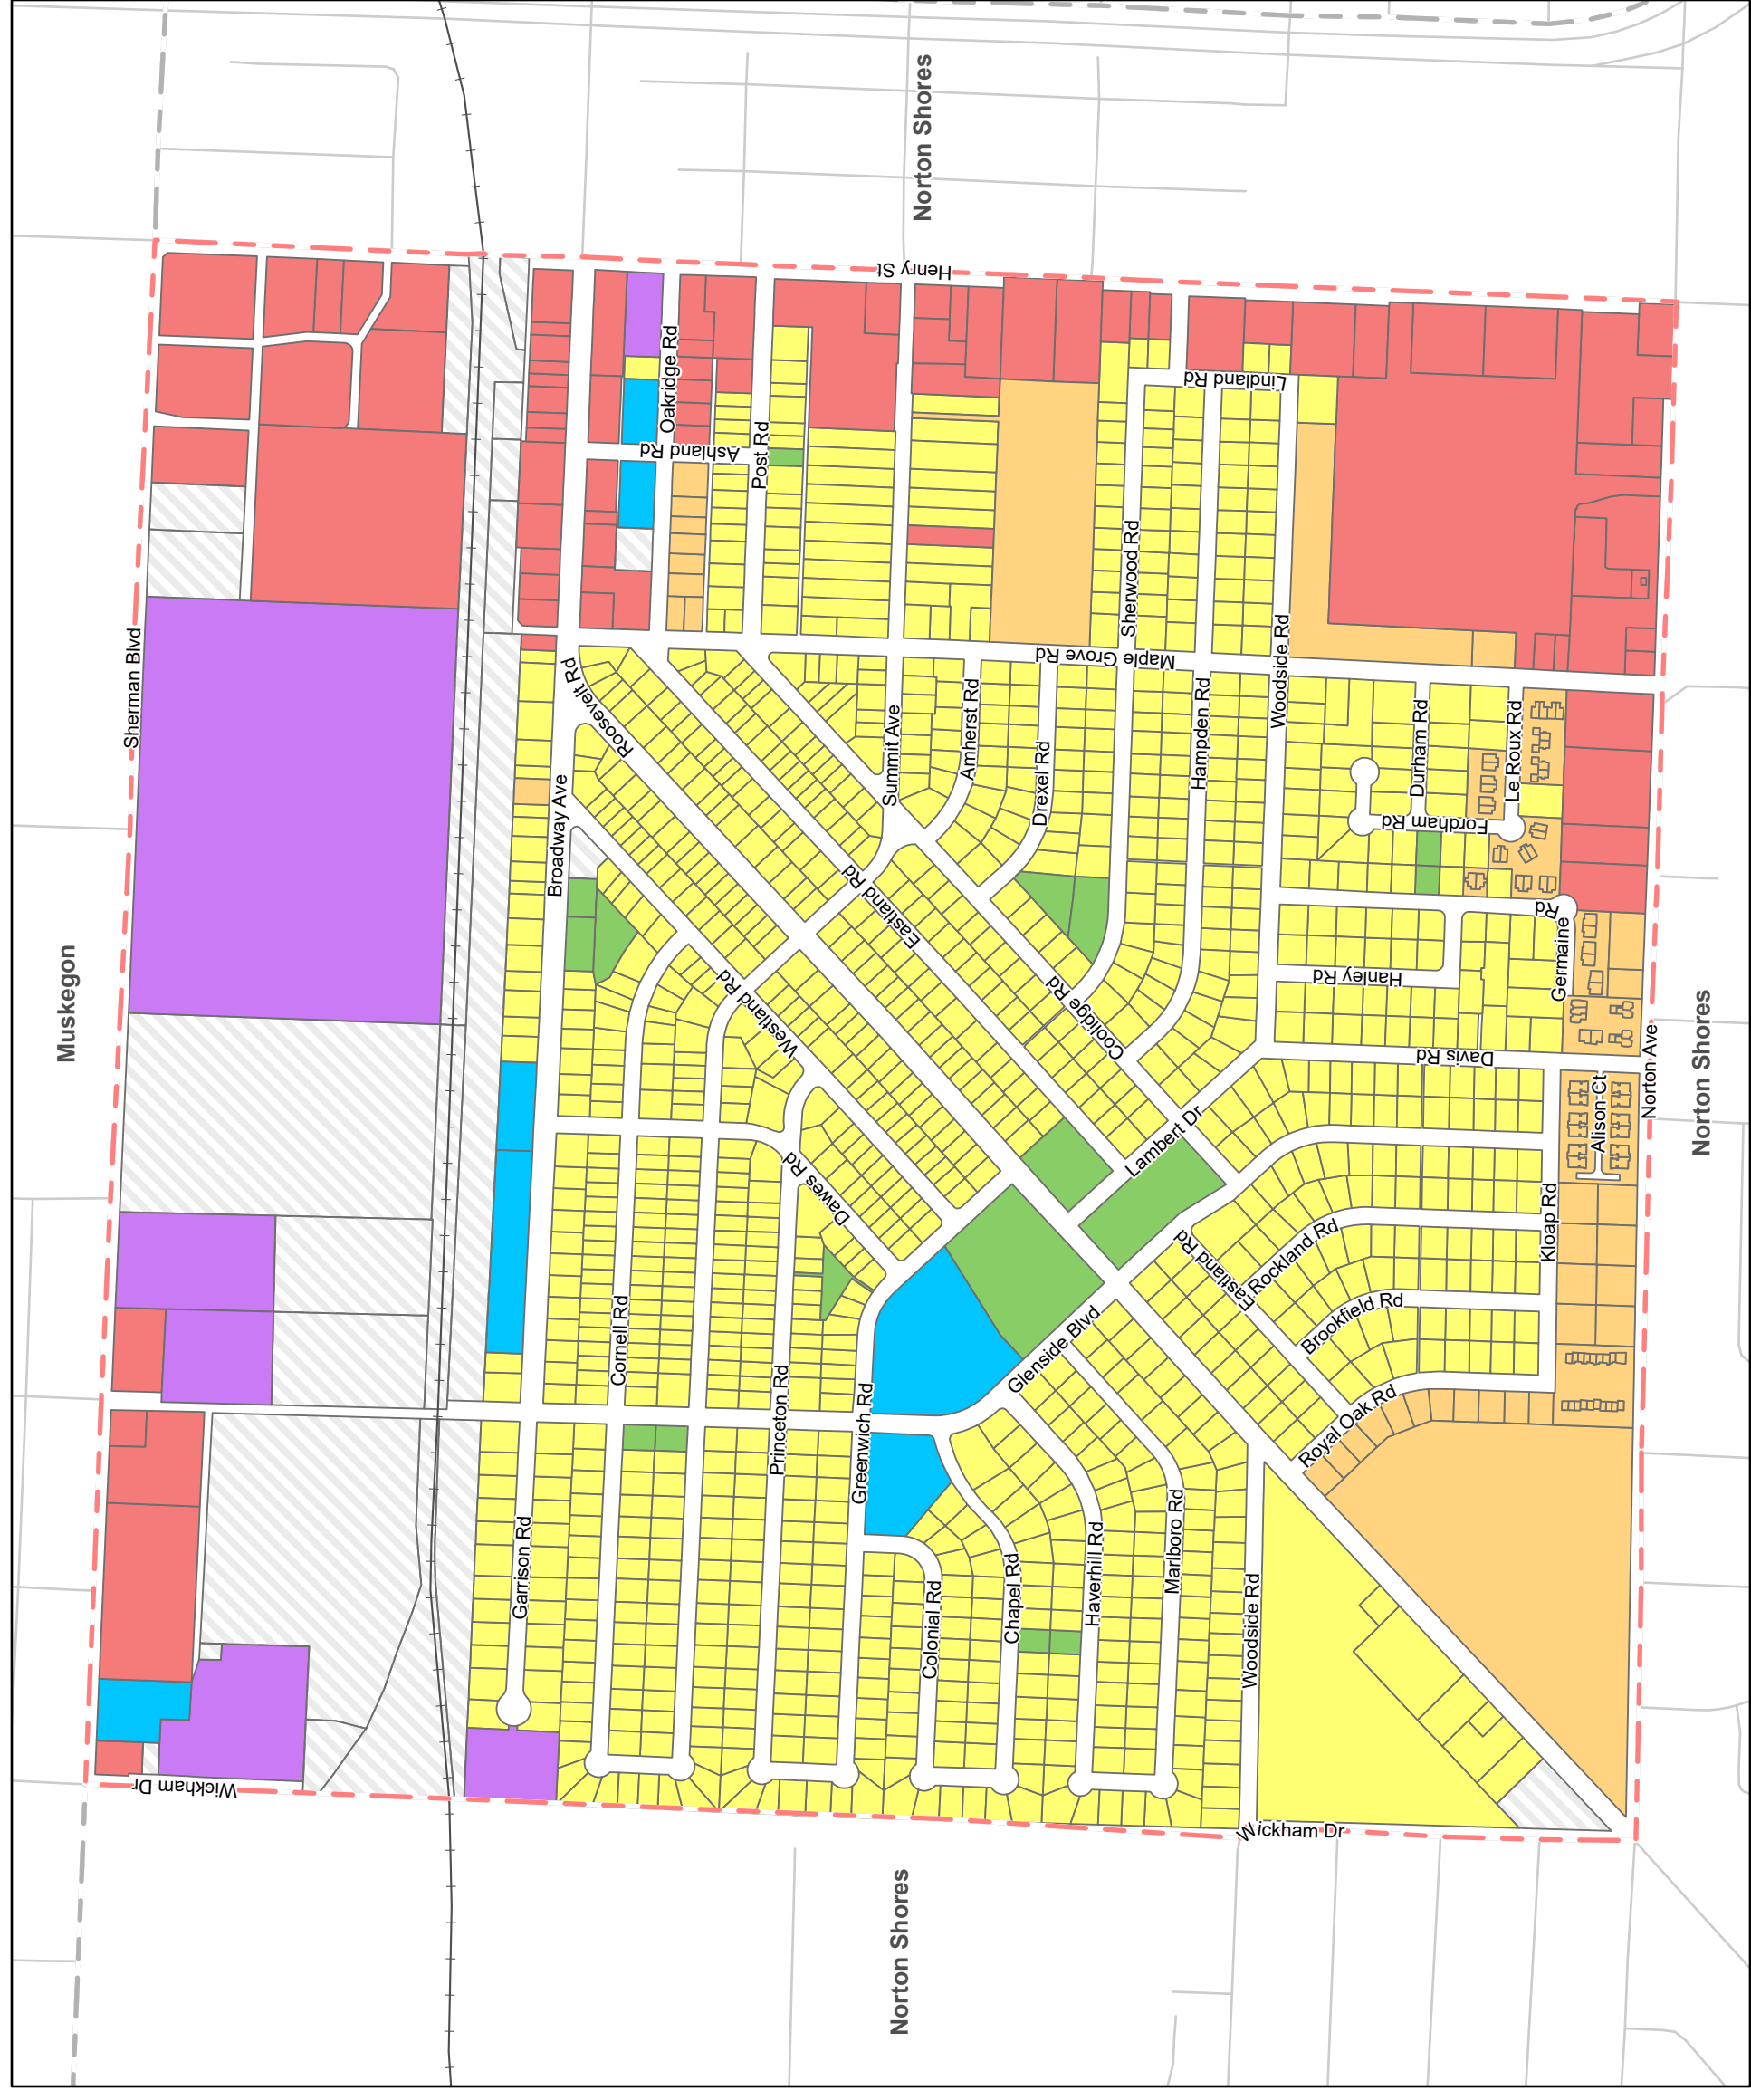 Norton Shores
Henry St
Oakridge Rd
Lindland Rd
Ashland Rd
Post Rd
Sherwood Rd
Sherman Blvd
Maple Grove Rd
Woodside Rd
Roosevelt Rd
Summit Ave
Amherst Rd
Hampden Rd
Durham Rd
Le Roux Rd
Drexel Rd
Fordham Rd
Broadway Ave
Eastland Rd
Germaine Rd
Hanley Rd
Muskegon
Westland Rd
Coolidge Rd
Davis Rd
Norton Ave
Norton Shores
Alison Ct
Lambert Dr
Dawes Rd
Kloap Rd
Eastland Rd
Rockland Rd
Brookfield Rd
Cornell Rd
Glenside Blvd
Princeton Rd
Greenwich Rd
Royal Oak Rd
Garrison Rd
Colonial Rd
Chapel Rd
Haverhill Rd
Marlboro Rd
Woodside Rd
Wickham Dr
Wickham Dr
Norton Shores